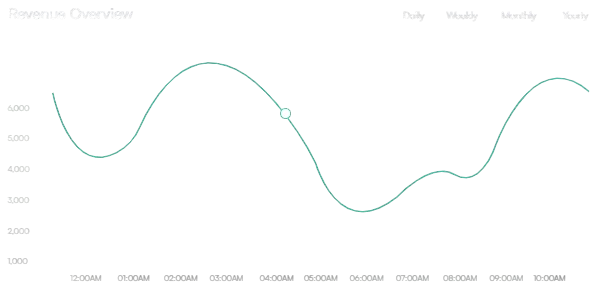 Revenue Overview
Daily Weekly Monthly Yearly
6,000
5,000
4,000
3,000
2,000
1,000
12:00AM 01:00AM 02:00AM 03:00AM 04:00AM 05:00AM 06:00AM 07:00AM 08:00AM 09:00AM 10:00AM